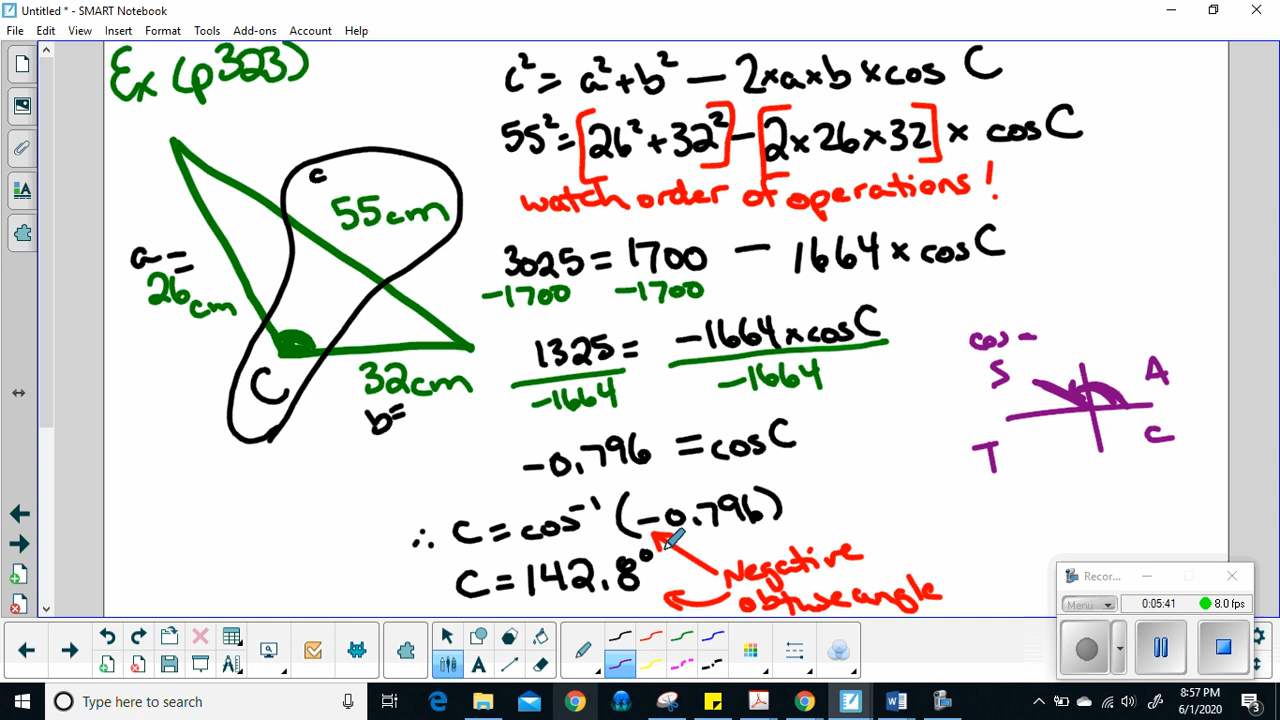 Untitled * - SMART Notebook
File Edit View Insert Format Tools Add-ons Account Help
Ex (p323)
c² = a² + b² — 2×a×b×cos C
55² = [26² + 32²] – [2×26×32] × cos C
watch order of operations!
3025 = 1700 — 1664 × cos C
–1700 –1700
1325 = –1664 × cos C
–1664 –1664
–0.796 = cos C
∴ C = cos⁻¹ (–0.796)
C = 142.8°
Negative
obtuse angle
c
55cm
a =
26cm
C
32cm
b=
cos –
S A
T C
Recor...
Menu
0:05:41 8.0 fps
A
Type here to search
8:57 PM
6/1/2020
3